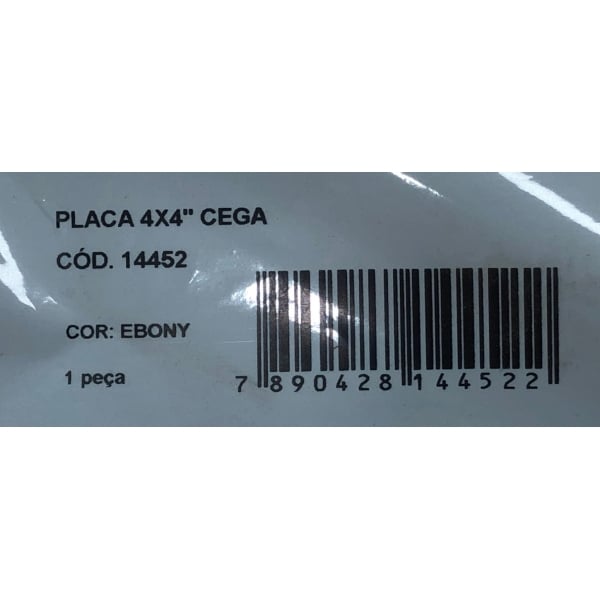 PLACA 4X4" CEGA
CÓD. 14452
COR: EBONY
1 peça
7 890428 144522